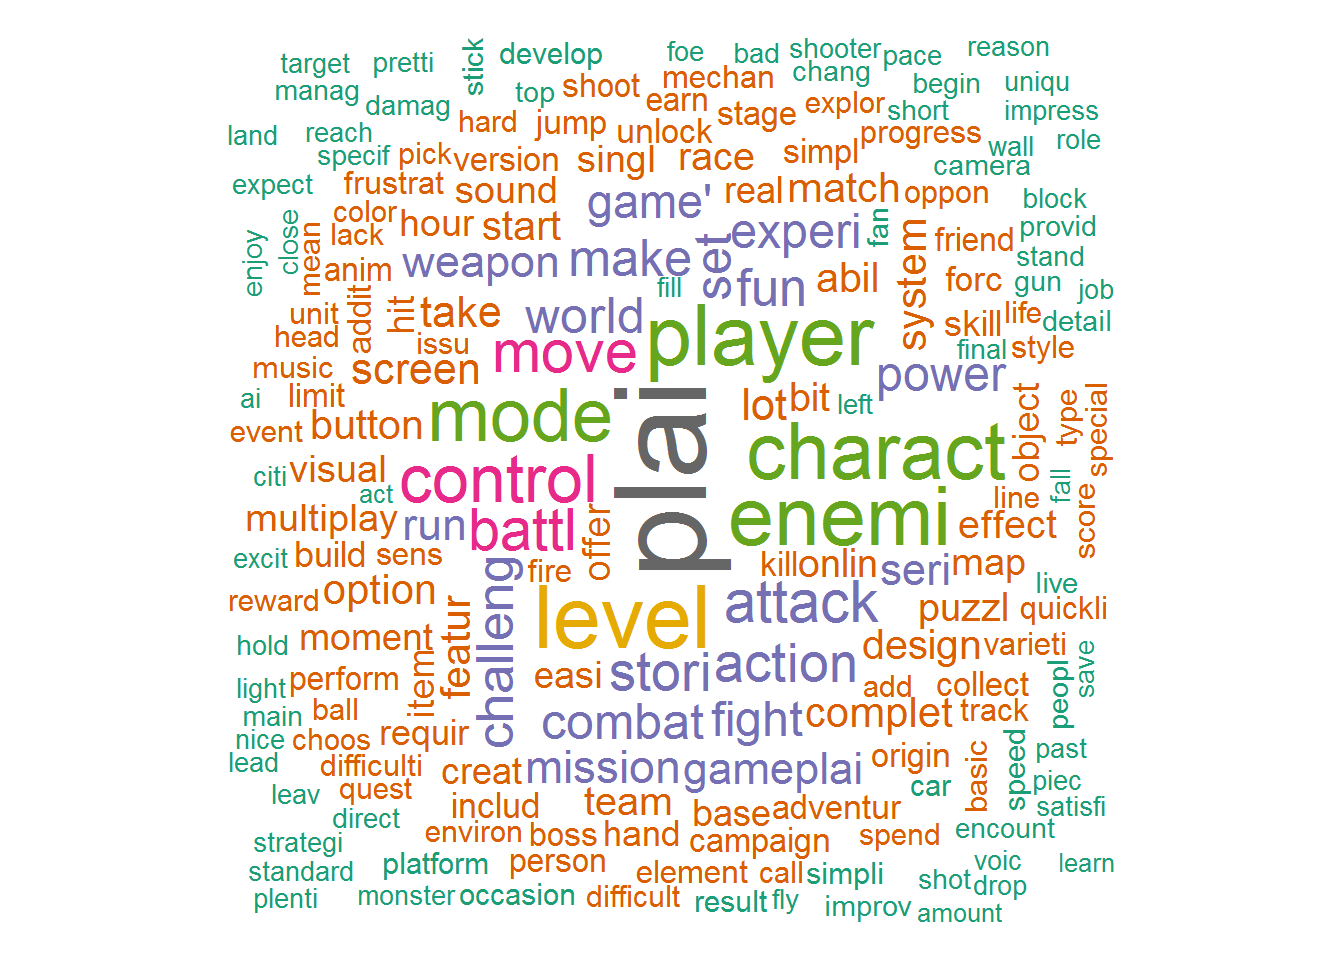 target pretti stick develop foe bad shooter pace reason
manag damag top shoot mechan chang begin uniqu
land reach hard jump earn unlock stage explor short impress
specif pick version singl race simpl progress wall role
expect frustrat sound game' real match oppon camera
enjoy close mean color lack hour start experi fan friend block provid
anim weapon make set fun abil system forc stand gun job
unit addit hit take world fill skill life detail
head issu move player final style
music screen power
ai limit mode plai lot bit left object type special
event button charact
citi visual control line fall score
act enemi effect
multiplay run battl offer
excit build sens fire kill onlin seri map live
reward option challeng level attack puzzl quickli
hold moment featur stori action design varieti
light perform item easi add collect peopl save
main ball combat fight complet track
nice choos requir
lead difficulti creat mission gameplai origin basic speed past
leav quest includ team base adventur car piec satisfi
direct environ boss hand campaign spend encount
strategi
standard platform person element call simpli voic learn
plenti monster occasion difficult result fly improv shot drop amount